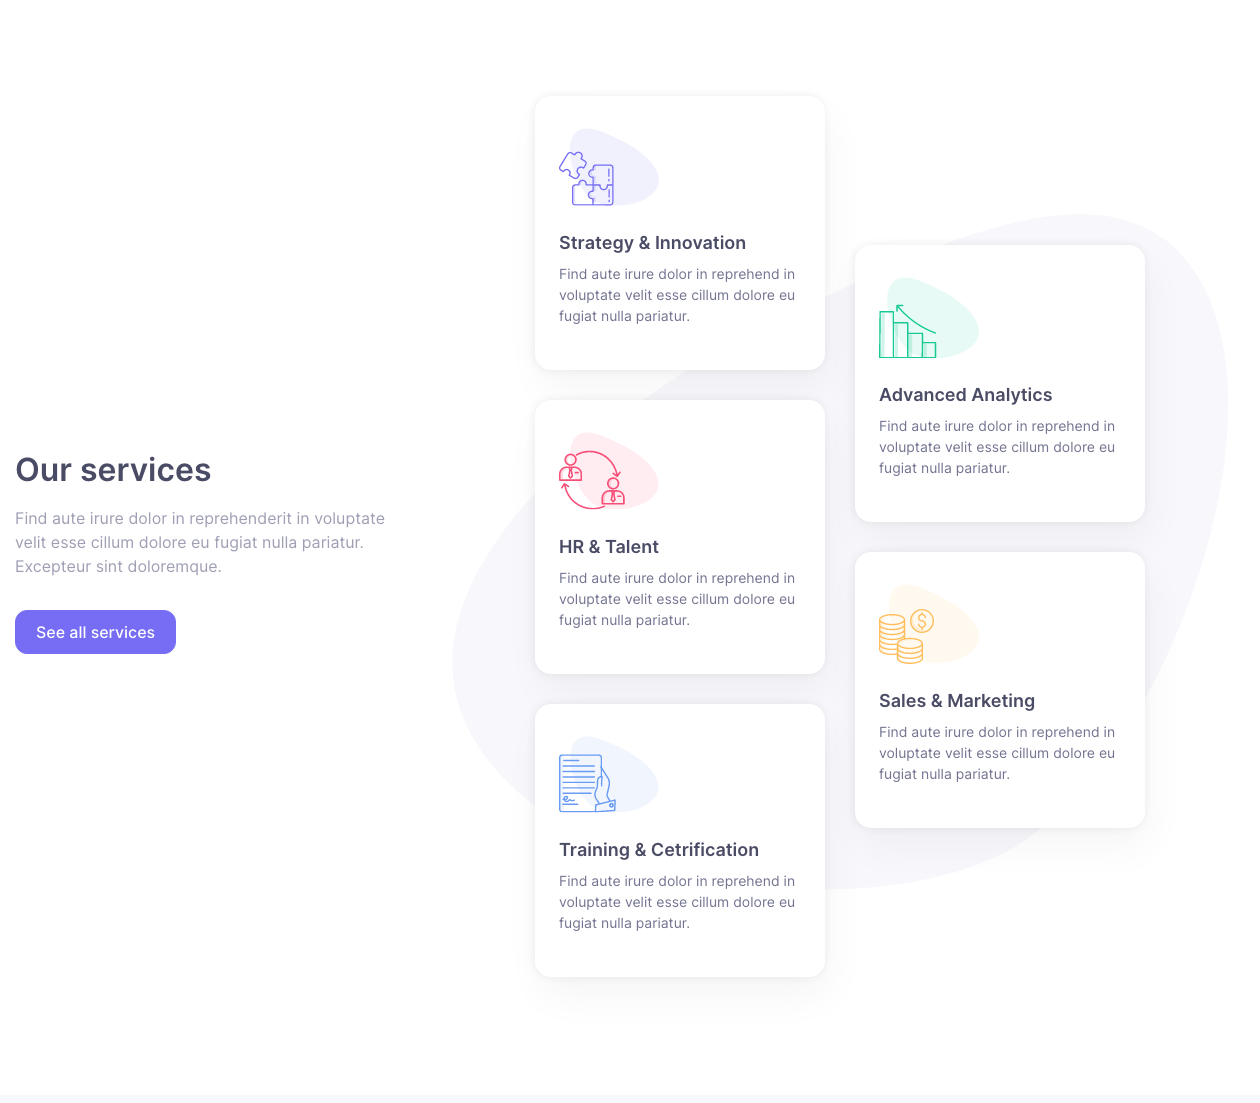 Our services
Find aute irure dolor in reprehenderit in voluptate
velit esse cillum dolore eu fugiat nulla pariatur.
Excepteur sint doloremque.
See all services
Strategy & Innovation
Find aute irure dolor in reprehend in
voluptate velit esse cillum dolore eu
fugiat nulla pariatur.
HR & Talent
Find aute irure dolor in reprehend in
voluptate velit esse cillum dolore eu
fugiat nulla pariatur.
Training & Cetrification
Find aute irure dolor in reprehend in
voluptate velit esse cillum dolore eu
fugiat nulla pariatur.
Advanced Analytics
Find aute irure dolor in reprehend in
voluptate velit esse cillum dolore eu
fugiat nulla pariatur.
$
Sales & Marketing
Find aute irure dolor in reprehend in
voluptate velit esse cillum dolore eu
fugiat nulla pariatur.